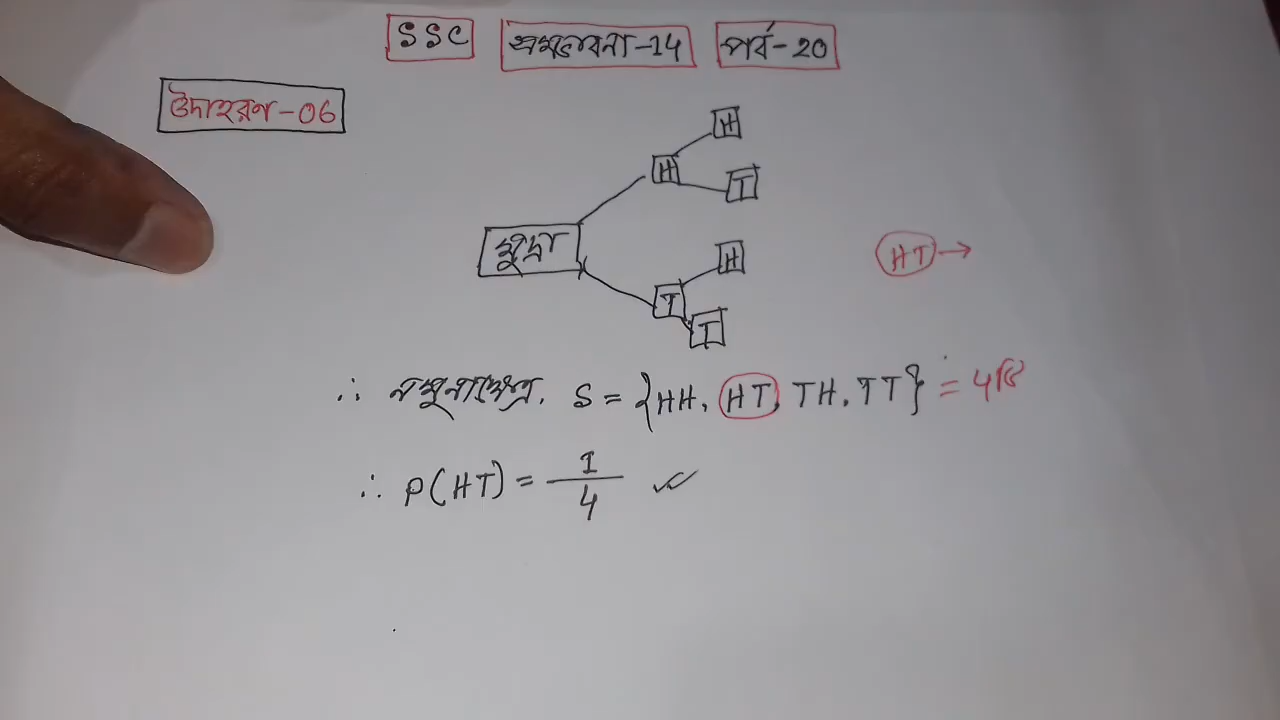 SSC সম্ভাবনা-14 পর্ব-20
উদাহরণ-06
H
H
T
মুদ্রা
H
HT →
T
T
∴ নমুনাক্ষেত্র, S = {HH, HT, TH, TT} = 4টি
∴ P(HT) = 1/4 ✓